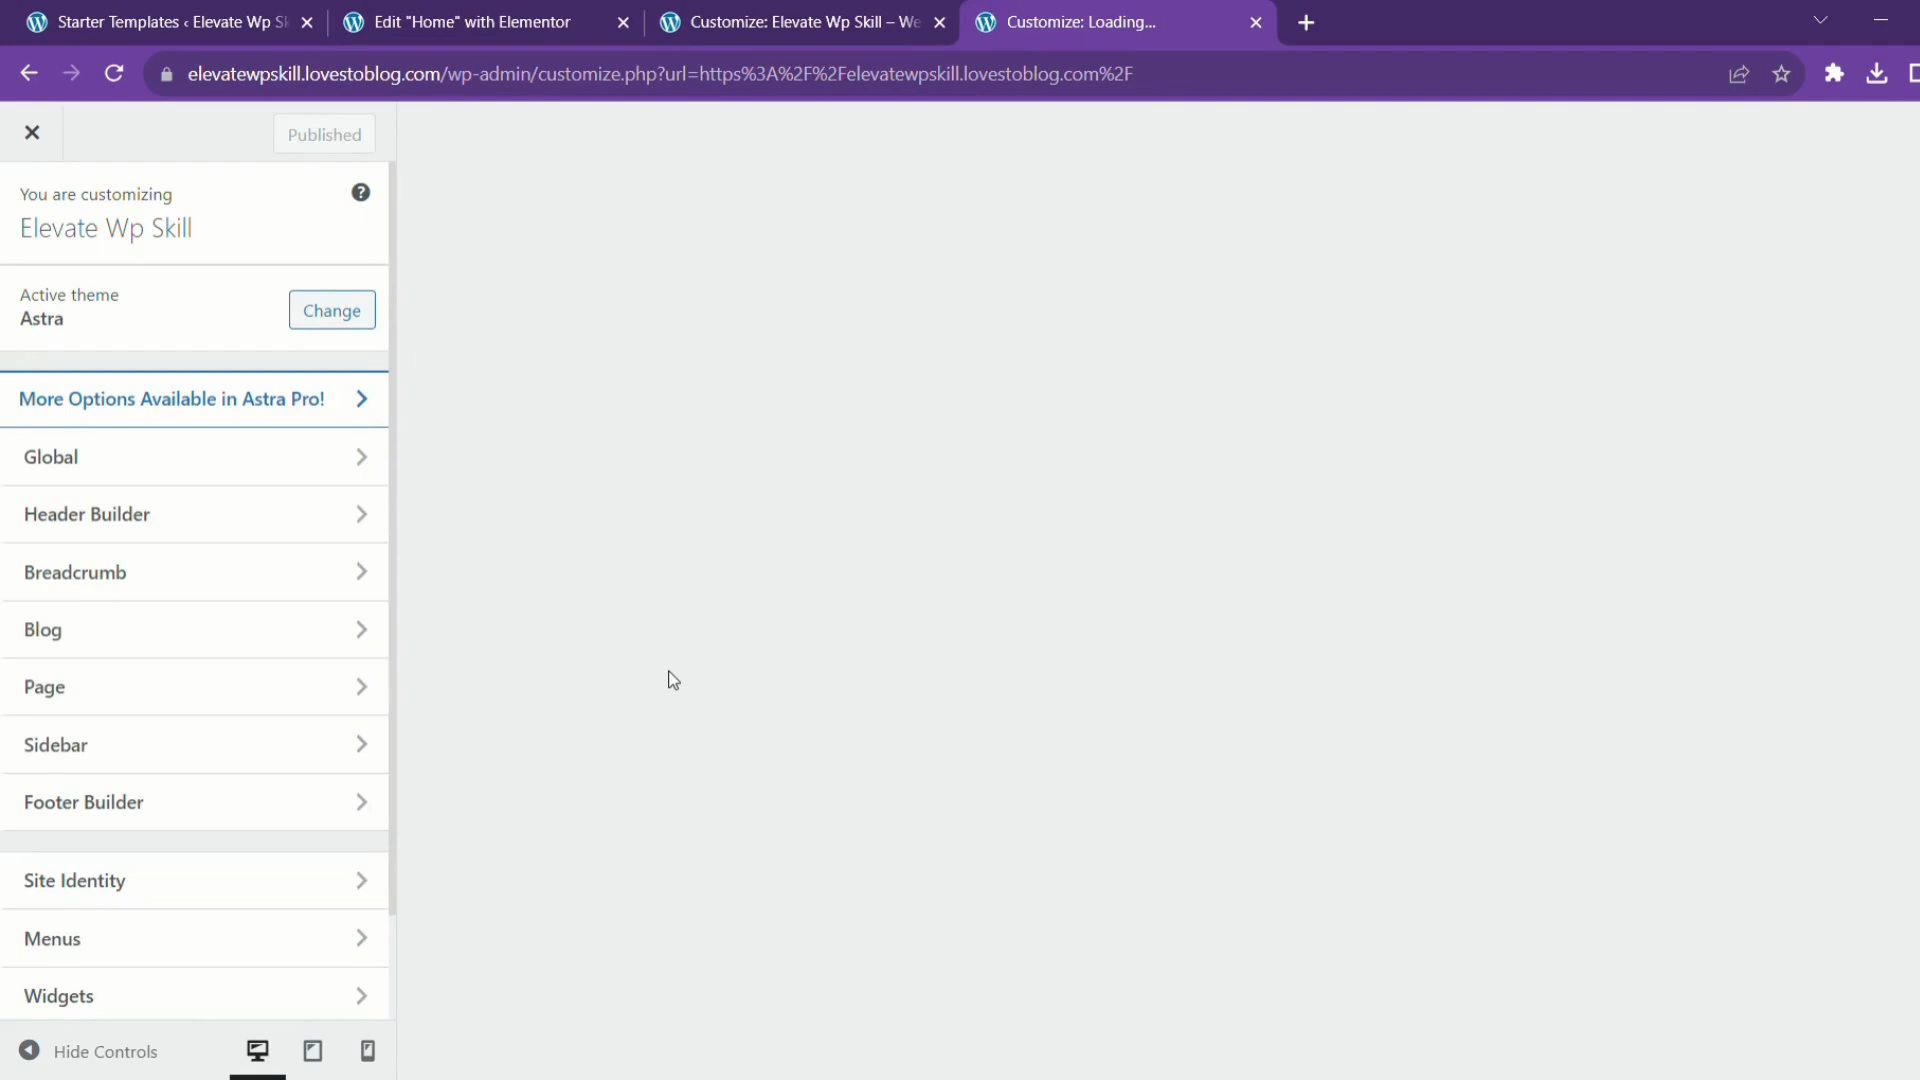 Starter Templates ‹ Elevate Wp Sk
Edit "Home" with Elementor
Customize: Elevate Wp Skill – We
Customize: Loading...
elevatewpskill.lovestoblog.com/wp-admin/customize.php?url=https%3A%2F%2Felevatewpskill.lovestoblog.com%2F
Published
You are customizing
Elevate Wp Skill
Active theme
Astra
Change
More Options Available in Astra Pro!
Global
Header Builder
Breadcrumb
Blog
Page
Sidebar
Footer Builder
Site Identity
Menus
Widgets
Hide Controls